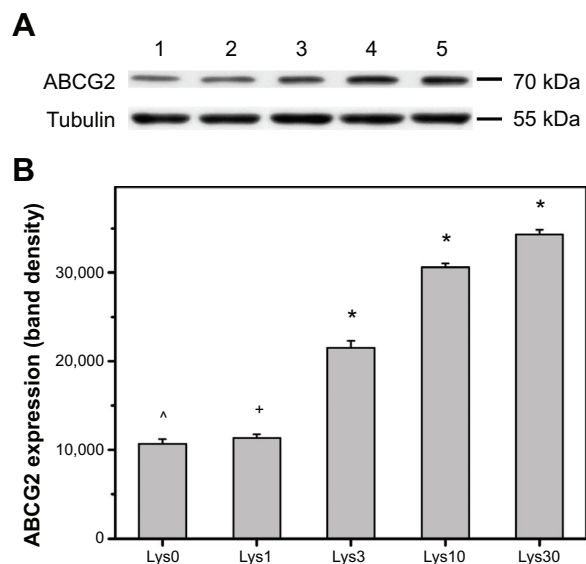 A
1 2 3 4 5
ABCG2 70 kDa
Tubulin 55 kDa
B
ABCG2 expression (band density)
30,000
20,000
10,000
0
^ + * * *
Lys0 Lys1 Lys3 Lys10 Lys30